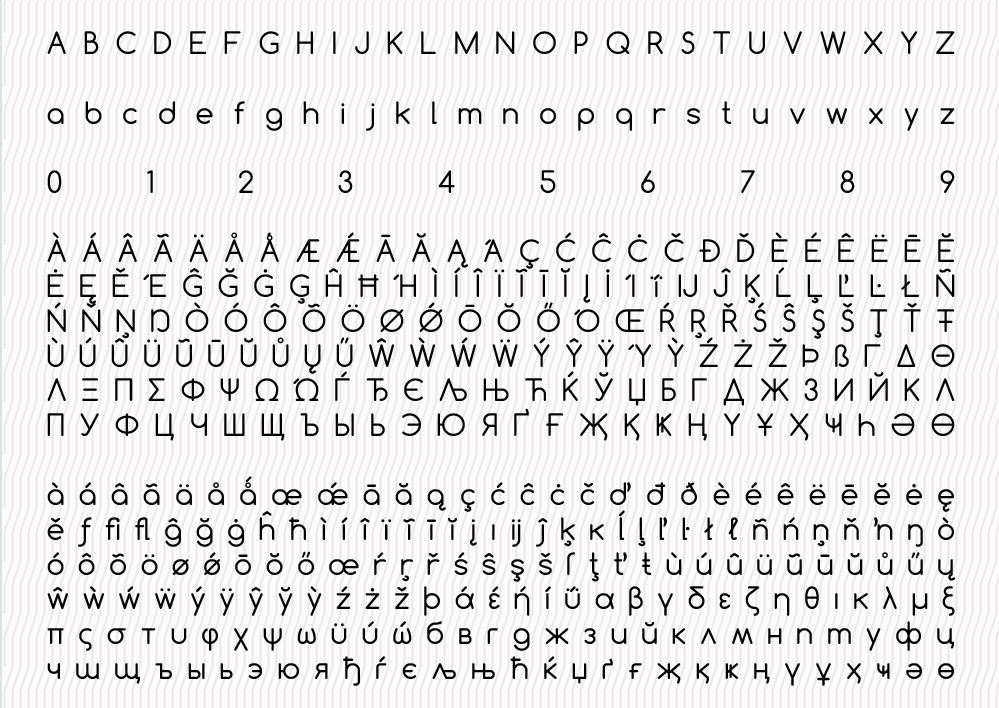 A B C D E F G H I J K L M N O P Q R S T U V W X Y Z
a b c d e f g h i j k l m n o p q r s t u v w x y z
0 1 2 3 4 5 6 7 8 9
À Á Â Ã Ä Å Ǻ Æ Ǽ Ā Ă Ą Ά Ç Ć Ĉ Ċ Č Đ Ď È É Ê Ë Ē Ĕ
Ė Ę Ě Έ Ĝ Ğ Ġ Ģ Ĥ Ħ Ή Ì Í Î Ï Ĩ Ī Ĭ Į İ Ί ΐ IJ Ĵ Ķ Ĺ Ļ Ľ Ŀ Ł Ñ
Ń Ň Ņ Ŋ Ò Ó Ô Õ Ö Ø Ǿ Ō Ŏ Ő Ό Œ Ŕ Ŗ Ř Ś Ŝ Ş Š Ţ Ť Ŧ
Ù Ú Û Ü Ũ Ū Ŭ Ů Ų Ű Ŵ Ẁ Ẃ Ẅ Ý Ŷ Ÿ Ύ Ỳ Ź Ż Ž Þ ß Γ Δ Θ
Λ Ξ Π Σ Φ Ψ Ω Ώ Ѓ Ђ Є Љ Њ Ћ Ќ Ў Џ Б Г Д Ж З И Й К Л
П У Ф Ц Ч Ш Щ Ъ Ы Ь Э Ю Я Ґ Ғ Җ Қ Ҝ Ң Ү Ұ Ҳ Ҹ Һ Ә Ө
à á â ã ä å ǻ æ ǽ ā ă ą ç ć ĉ ċ č ď đ ð è é ê ë ē ĕ ė ę
ě ƒ fi fl ĝ ğ ġ ĥ ħ ì í î ï ĩ ī ĭ į ı ij ĵ ķ ĸ ĺ ļ ľ ŀ ł ℓ ñ ń ņ ň ŉ ŋ ò
ó ô õ ö ø ǿ ō ŏ ő œ ŕ ŗ ř ś ŝ ş š ſ ţ ť ŧ ù ú û ü ũ ū ŭ ů ű ų
ŵ ẁ ẃ ẅ ý ÿ ŷ ў ỳ ź ż ž þ ά έ ή ί ΰ α β γ δ ε ζ η θ ι κ λ μ ξ
π ς σ τ υ φ χ ψ ω ϋ ύ ώ б в г д ж з и й к л м н п т у ф ц
ч ш щ ъ ы ь э ю я ђ ѓ є љ њ ћ ќ џ ґ ғ җ қ ҝ ң ү ұ ҳ ҹ ә ө